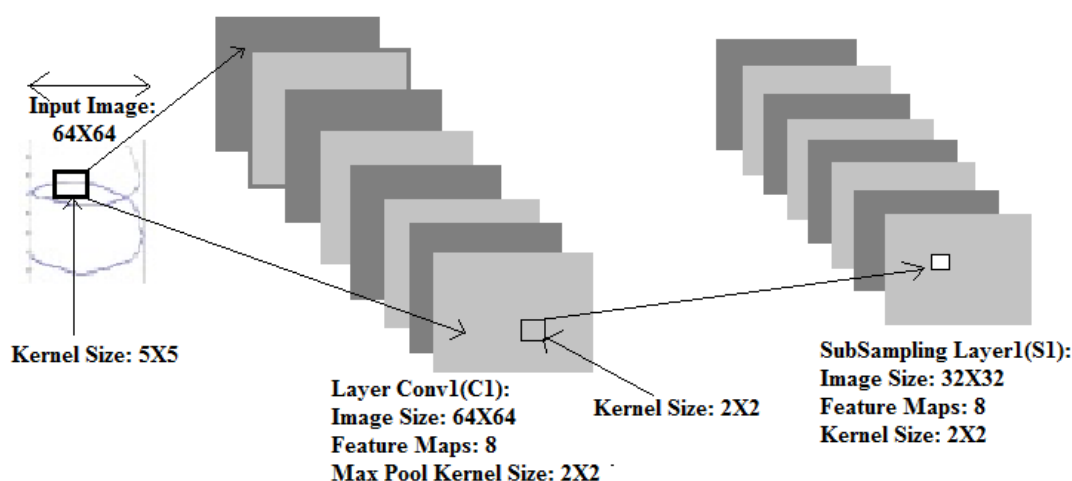 Input Image:
64X64
Kernel Size: 5X5
Layer Conv1(C1):
Image Size: 64X64
Feature Maps: 8
Max Pool Kernel Size: 2X2
Kernel Size: 2X2
SubSampling Layer1(S1):
Image Size: 32X32
Feature Maps: 8
Kernel Size: 2X2